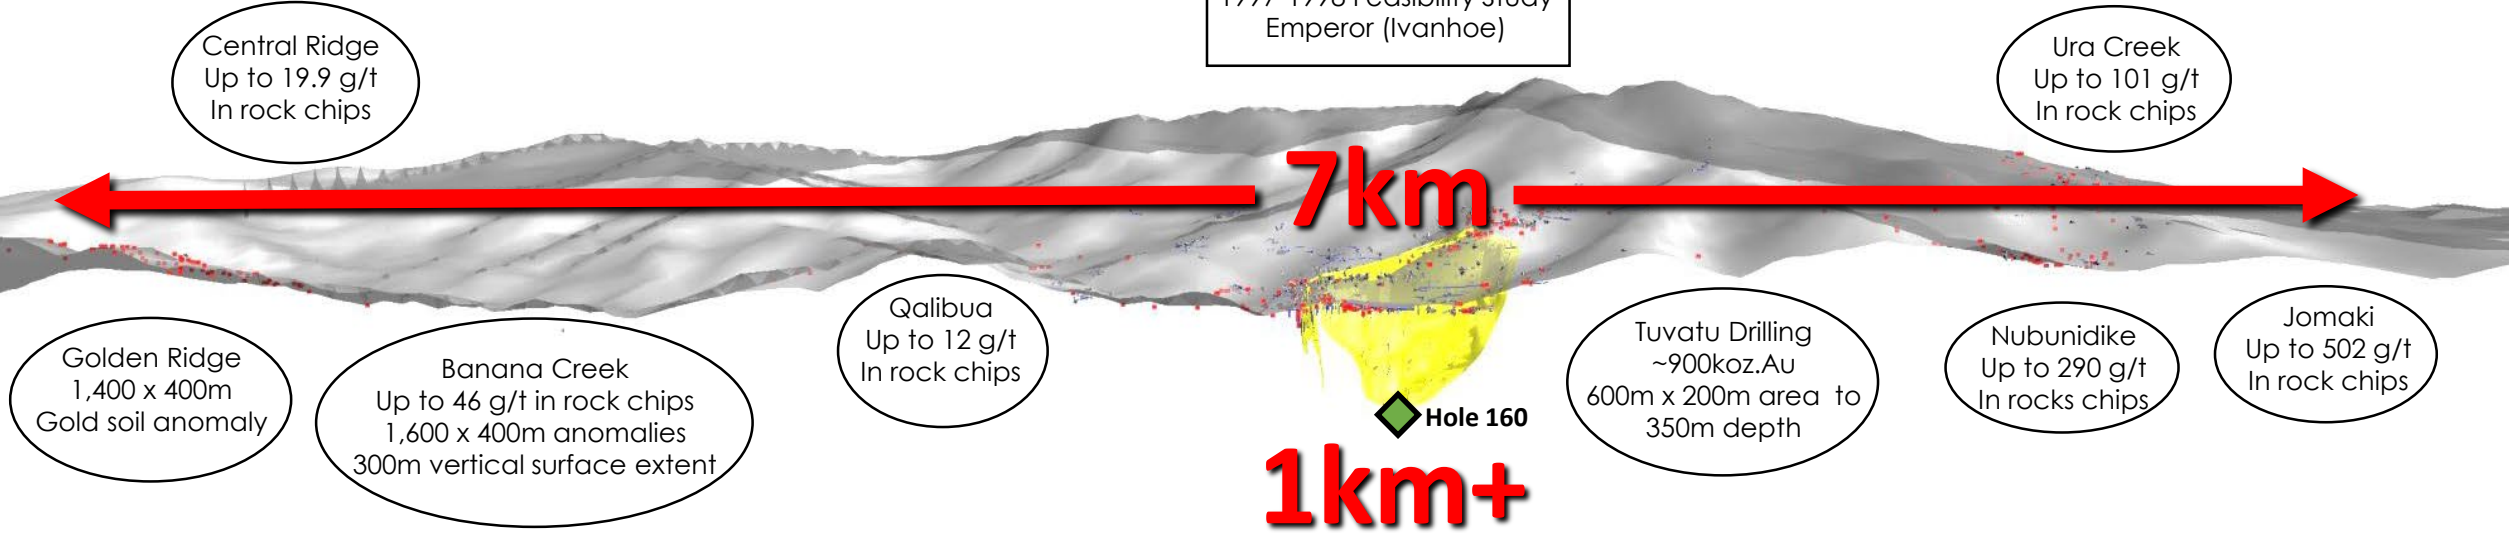 Emperor (Ivanhoe)
Central Ridge
Up to 19.9 g/t
In rock chips
Ura Creek
Up to 101 g/t
In rock chips
7km
Golden Ridge
1,400 x 400m
Gold soil anomaly
Banana Creek
Up to 46 g/t in rock chips
1,600 x 400m anomalies
300m vertical surface extent
Qalibua
Up to 12 g/t
In rock chips
Hole 160
1km+
Tuvatu Drilling
~900koz.Au
600m x 200m area to
350m depth
Nubunidike
Up to 290 g/t
In rocks chips
Jomaki
Up to 502 g/t
In rock chips